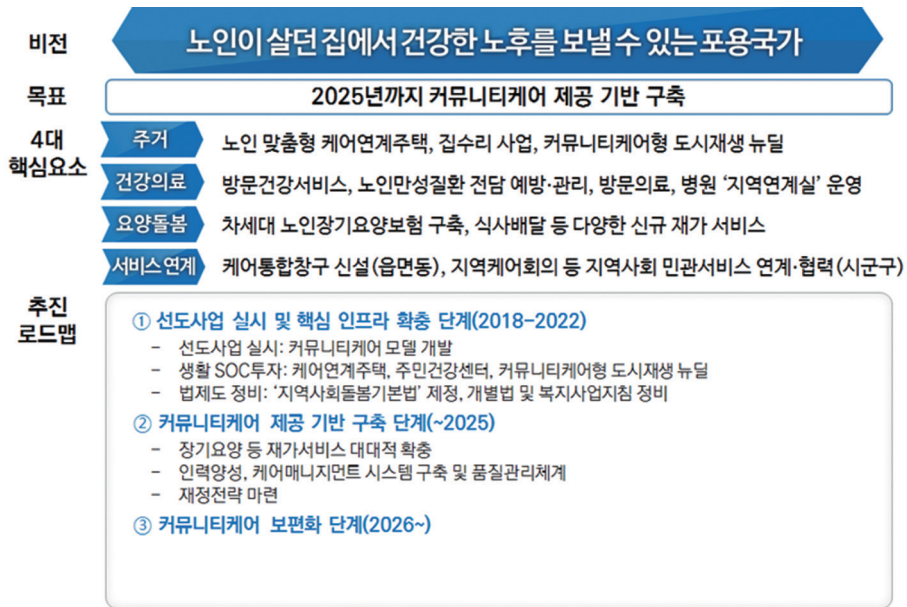 비전
노인이 살던 집에서 건강한 노후를 보낼 수 있는 포용국가
목표
2025년까지 커뮤니티케어 제공 기반 구축
4대
핵심요소
주거
노인 맞춤형 케어연계주택, 집수리 사업, 커뮤니티케어형 도시재생 뉴딜
건강의료
방문건강서비스, 노인만성질환 전담 예방·관리, 방문의료, 병원 ‘지역연계실’ 운영
요양돌봄
차세대 노인장기요양보험 구축, 식사배달 등 다양한 신규 재가 서비스
서비스 연계
케어통합창구 신설(읍면동), 지역케어회의 등 지역사회 민관서비스 연계·협력(시군구)
추진
로드맵
① 선도사업 실시 및 핵심 인프라 확충 단계(2018-2022)
- 선도사업 실시: 커뮤니티케어 모델 개발
- 생활 SOC투자: 케어연계주택, 주민건강센터, 커뮤니티케어형 도시재생 뉴딜
- 법제도 정비: ‘지역사회돌봄기본법’ 제정, 개별법 및 복지사업지침 정비
② 커뮤니티케어 제공 기반 구축 단계(~2025)
- 장기요양 등 재가서비스 대대적 확충
- 인력양성, 케어매니지먼트 시스템 구축 및 품질관리체계
- 재정전략 마련
③ 커뮤니티케어 보편화 단계(2026~)